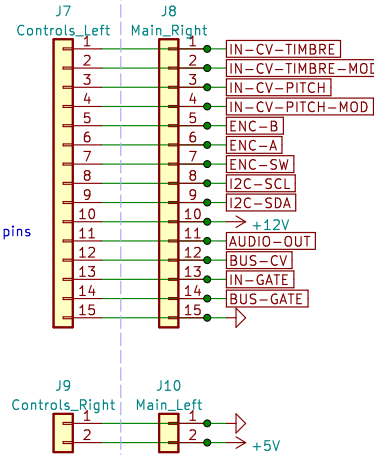 J7 J8
Controls_Left Main_Right
1 1 IN-CV-TIMBRE
2 2 IN-CV-TIMBRE-MOD
3 3 IN-CV-PITCH
4 4 IN-CV-PITCH-MOD
5 5 ENC-B
6 6 ENC-A
7 7 ENC-SW
8 8 I2C-SCL
9 9 I2C-SDA
10 10 +12V
pins 11 11 AUDIO-OUT
12 12 BUS-CV
13 13 IN-GATE
14 14 BUS-GATE
15 15
J9 J10
Controls_Right Main_Left
1 1
2 2 +5V